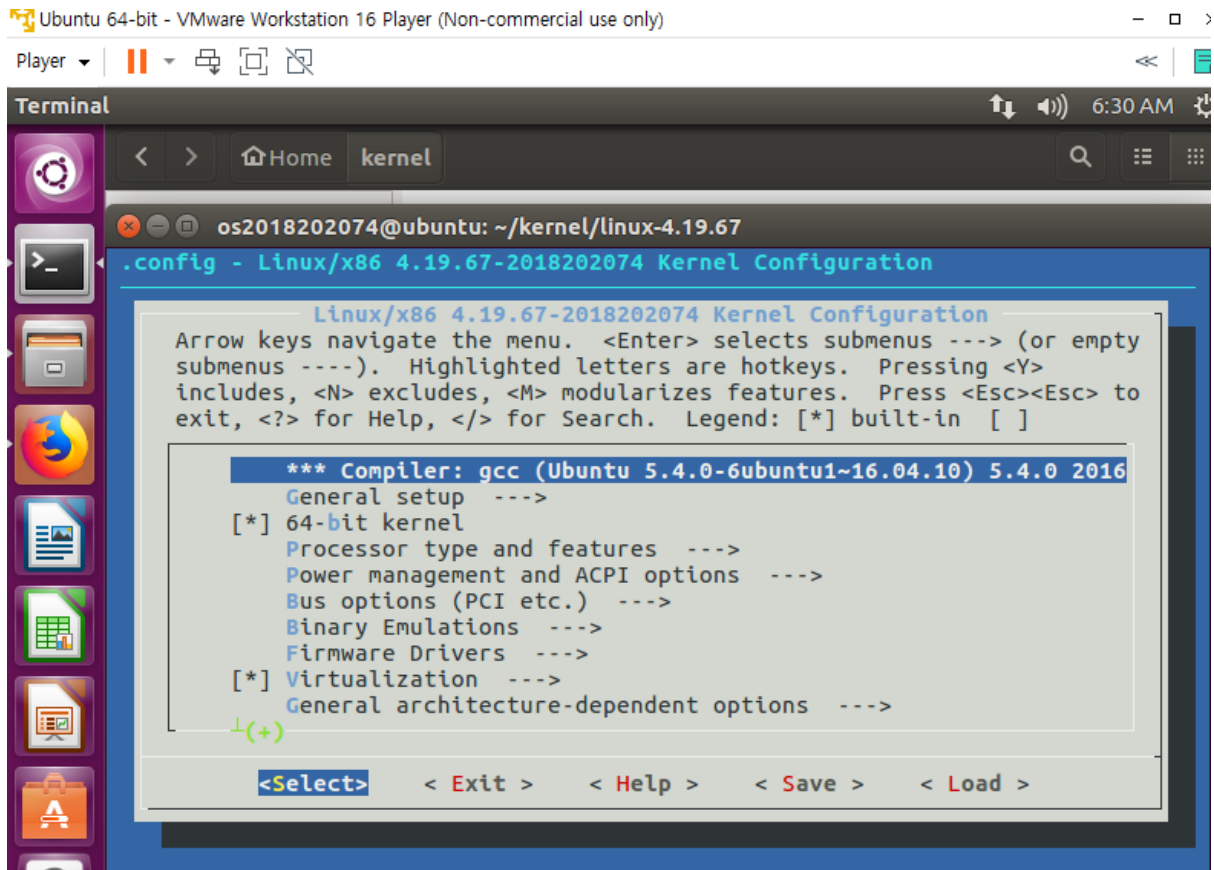 Ubuntu 64-bit - VMware Workstation 16 Player (Non-commercial use only)
Player
Terminal
6:30 AM
Home kernel
os2018202074@ubuntu: ~/kernel/linux-4.19.67
.config - Linux/x86 4.19.67-2018202074 Kernel Configuration
Linux/x86 4.19.67-2018202074 Kernel Configuration
Arrow keys navigate the menu. <Enter> selects submenus ---> (or empty
submenus ----). Highlighted letters are hotkeys. Pressing <Y>
includes, <N> excludes, <M> modularizes features. Press <Esc><Esc> to
exit, <?> for Help, </> for Search. Legend: [*] built-in [ ]
*** Compiler: gcc (Ubuntu 5.4.0-6ubuntu1~16.04.10) 5.4.0 2016
General setup --->
[*] 64-bit kernel
Processor type and features --->
Power management and ACPI options --->
Bus options (PCI etc.) --->
Binary Emulations --->
Firmware Drivers --->
[*] Virtualization --->
General architecture-dependent options --->
┴(+)
<Select> < Exit > < Help > < Save > < Load >